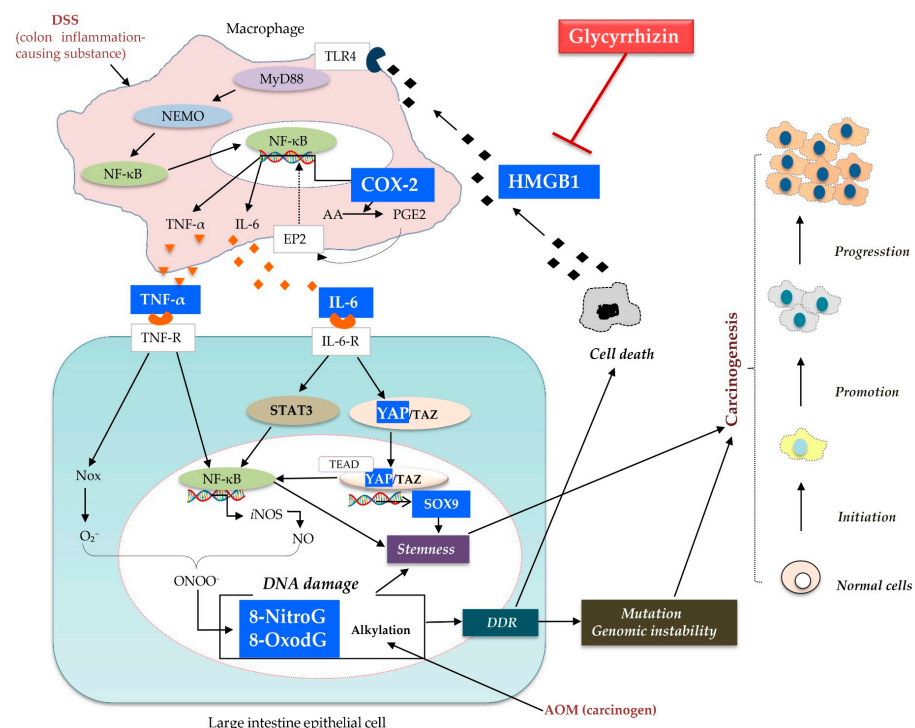 DSS
(colon inflammation-
causing substance)
Macrophage
TLR4
MyD88
NEMO
NF-κB
NF-κB
COX-2
TNF-α
IL-6
AA
PGE2
EP2
Glycyrrhizin
HMGB1
TNF-α
TNF-R
IL-6
IL-6-R
Cell death
STAT3
YAP/TAZ
TEAD
NF-κB
YAP/TAZ
SOX9
Nox
iNOS
NO
O₂⁻
Stemness
ONOO⁻
DNA damage
8-NitroG
8-OxodG
Alkylation
DDR
Mutation
Genomic instability
AOM (carcinogen)
Large intestine epithelial cell
Carcinogenesis
Progresstion
Promotion
Initiation
Normal cells